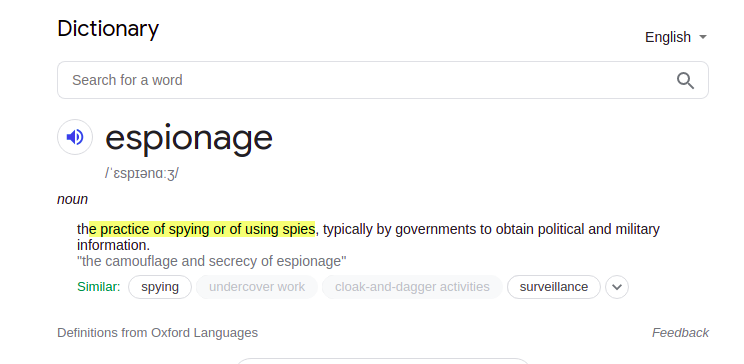 Dictionary
English
Search for a word
espionage
/ˈɛspɪənɑːʒ/
noun
the practice of spying or of using spies, typically by governments to obtain political and military
information.
"the camouflage and secrecy of espionage"
Similar: spying undercover work cloak-and-dagger activities surveillance
Definitions from Oxford Languages Feedback